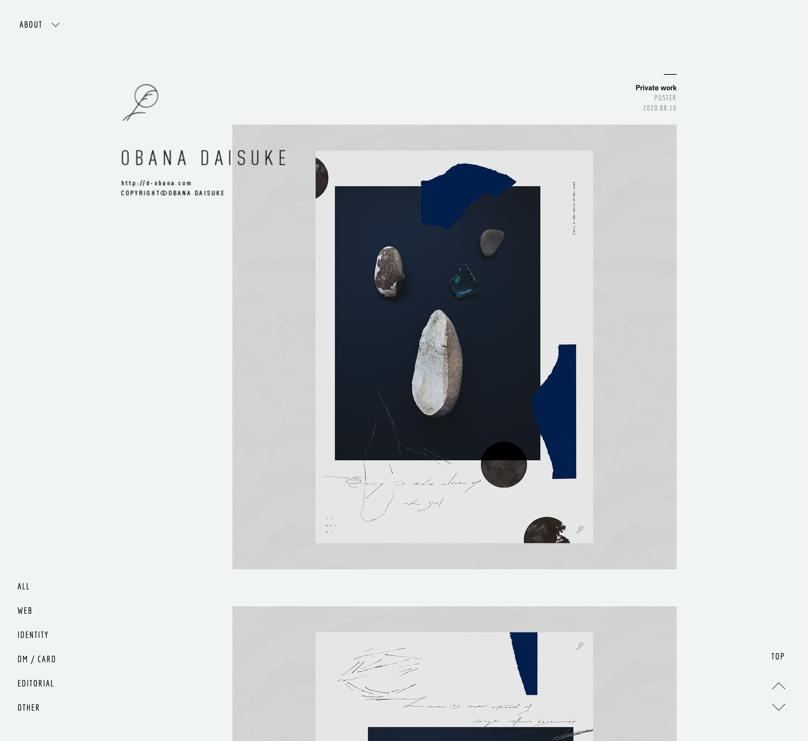 ABOUT
Private work
POSTER
2020.08.10
OBANA DAISUKE
http://d-obana.com
COPYRIGHT©OBANA DAISUKE
ALL
WEB
IDENTITY
DM / CARD
EDITORIAL
OTHER
TOP